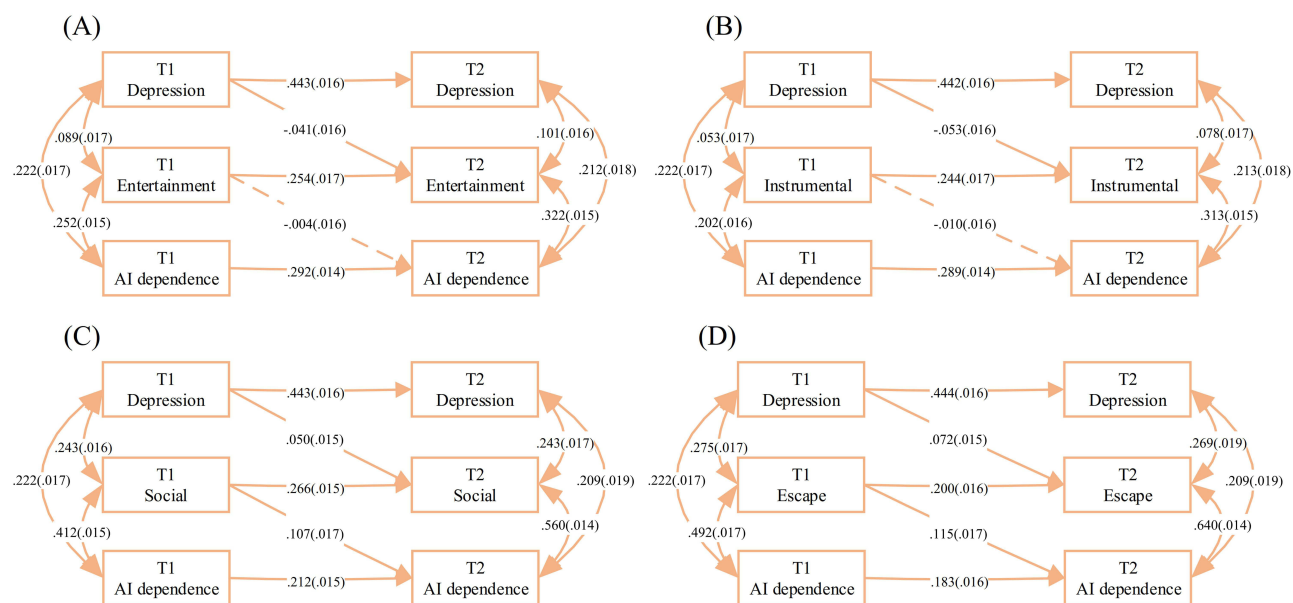 (A)
T1
Depression
T2
Depression
.443(.016)
.089(.017)
-.041(.016)
.101(.016)
.222(.017)
T1
Entertainment
.254(.017)
T2
Entertainment
.212(.018)
.252(.015)
-.004(.016)
.322(.015)
T1
AI dependence
.292(.014)
T2
AI dependence
(B)
T1
Depression
T2
Depression
.442(.016)
.053(.017)
-.053(.016)
.078(.017)
.222(.017)
T1
Instrumental
.244(.017)
T2
Instrumental
.213(.018)
.202(.016)
-.010(.016)
.313(.015)
T1
AI dependence
.289(.014)
T2
AI dependence
(C)
T1
Depression
T2
Depression
.443(.016)
.243(.016)
.050(.015)
.243(.017)
.222(.017)
T1
Social
.266(.015)
T2
Social
.209(.019)
.412(.015)
.107(.017)
.560(.014)
T1
AI dependence
.212(.015)
T2
AI dependence
(D)
T1
Depression
T2
Depression
.444(.016)
.275(.017)
.072(.015)
.269(.019)
.222(.017)
T1
Escape
.200(.016)
T2
Escape
.209(.019)
.492(.017)
.115(.017)
.640(.014)
T1
AI dependence
.183(.016)
T2
AI dependence